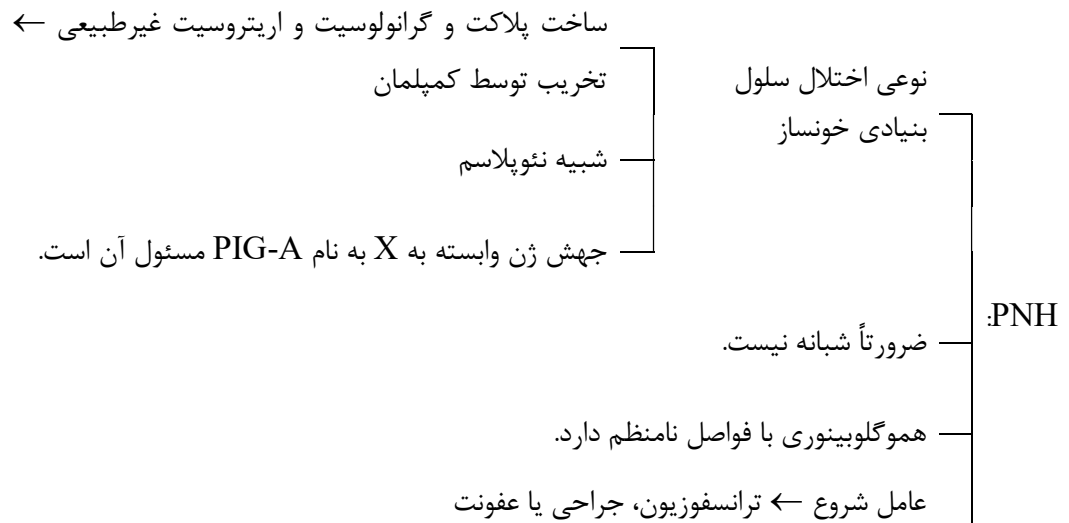 ساخت پلاکت و گرانولوسیت و اریتروسیت غیرطبیعی ←
نوعی اختلال سلول
تخریب توسط کمپلمان
بنیادی خونساز
شبیه نئوپلاسم
جهش ژن وابسته به X به نام PIG-A مسئول آن است.
PNH:
ضرورتاً شبانه نیست.
هموگلوبینوری با فواصل نامنظم دارد.
عامل شروع ← ترانسفوزیون، جراحی یا عفونت